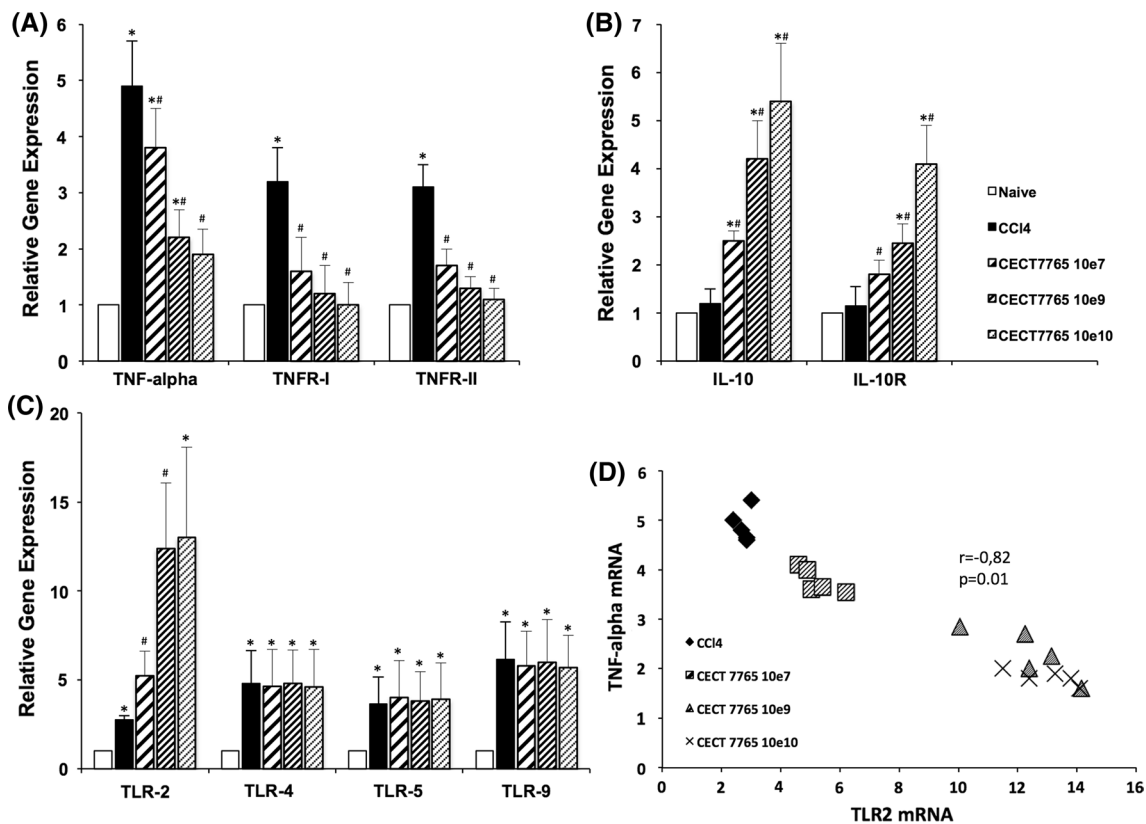 (A)
Relative Gene Expression
6
5
4
3
2
1
0
*
*#
*#
#
*
#
#
#
*
#
#
#
TNF-alpha TNFR-I TNFR-II
(B)
Relative Gene Expression
7
6
5
4
3
2
1
0
*#
*#
*#
#
*#
*#
IL-10 IL-10R
Naive
CCl4
CECT7765 10e7
CECT7765 10e9
CECT7765 10e10
(C)
Relative Gene Expression
20
15
10
5
0
*
#
#
*
* * * *
* * * *
* * * *
TLR-2 TLR-4 TLR-5 TLR-9
(D)
TNF-alpha mRNA
6
5
4
3
2
1
0
r=-0,82
p=0.01
CCl4
CECT 7765 10e7
CECT 7765 10e9
CECT 7765 10e10
0 2 4 6 8 10 12 14 16
TLR2 mRNA